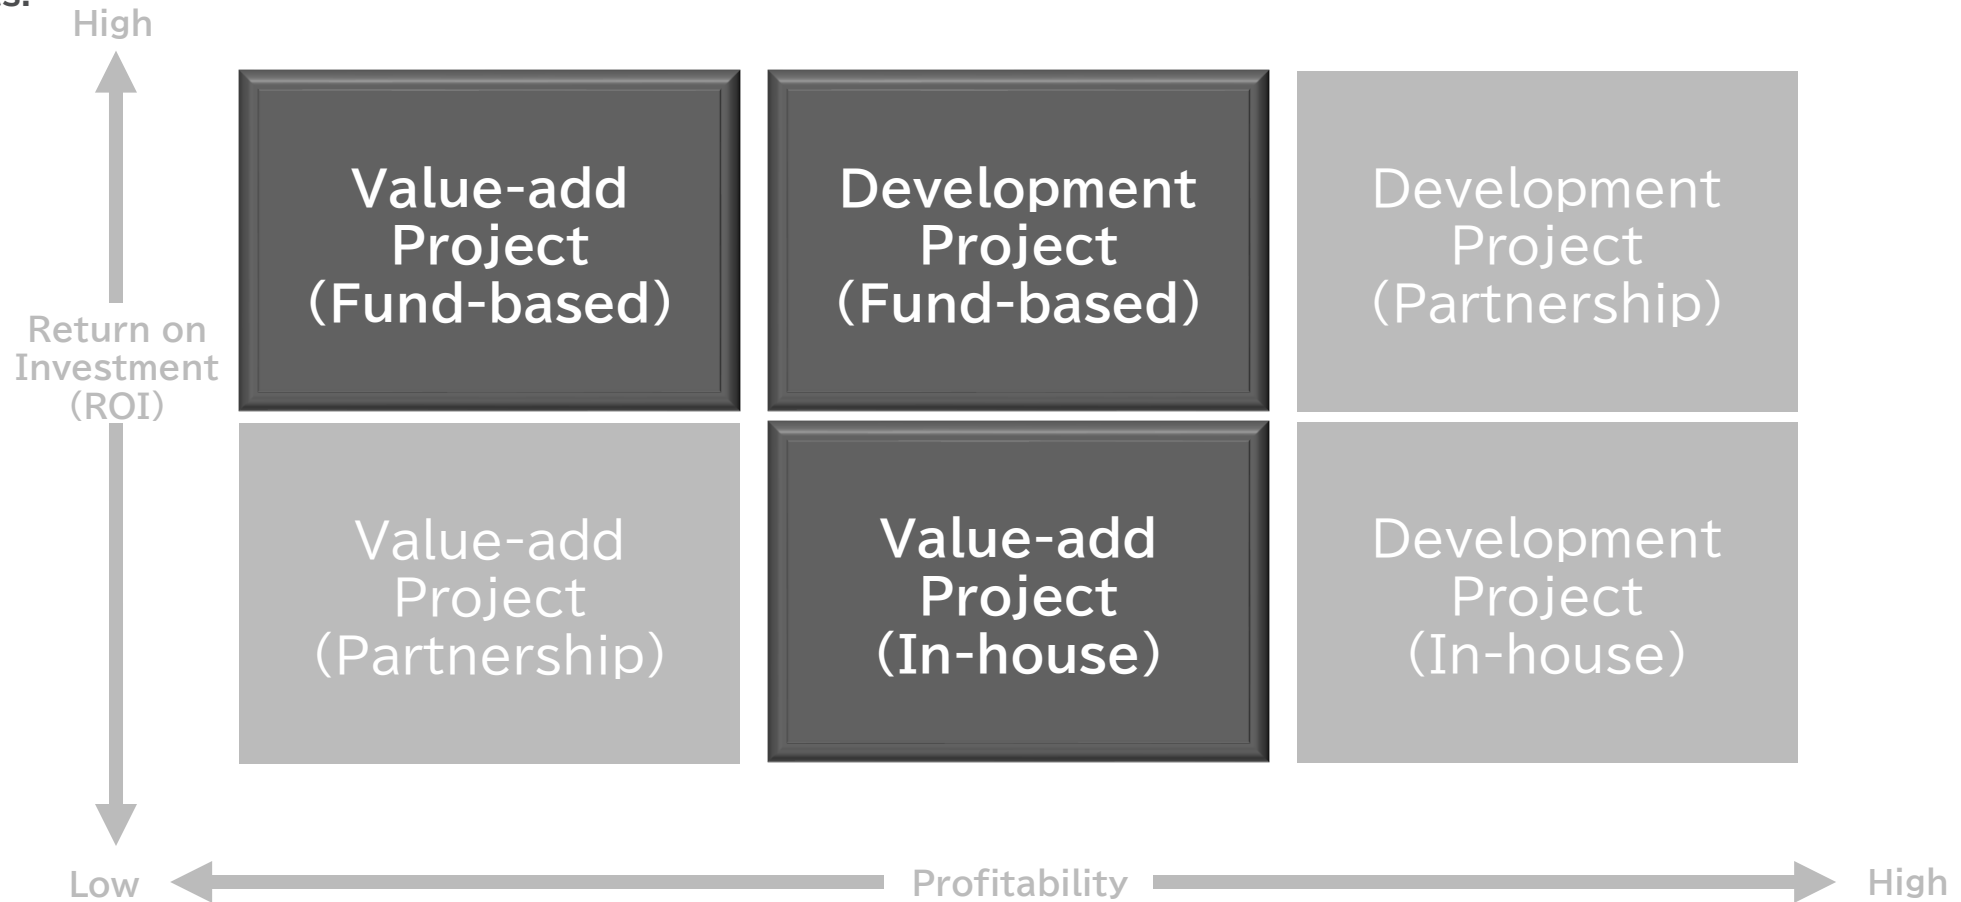 High
Value-add
Project
(Fund-based)
Development
Project
(Fund-based)
Development
Project
(Partnership)
Return on
Investment
(ROI)
Value-add
Project
(Partnership)
Value-add
Project
(In-house)
Development
Project
(In-house)
Low
Profitability
High